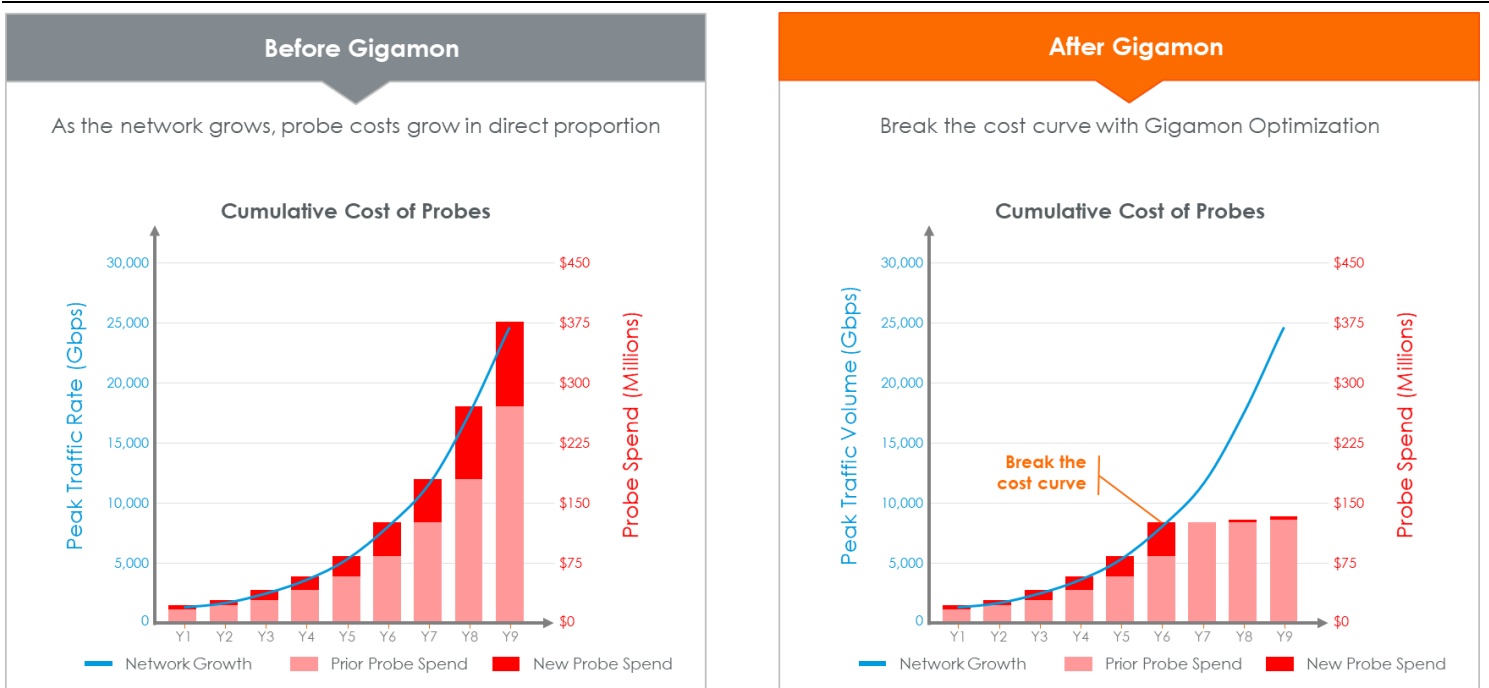 Before Gigamon
As the network grows, probe costs grow in direct proportion
Cumulative Cost of Probes
Peak Traffic Rate (Gbps)
30,000
25,000
20,000
15,000
10,000
5,000
0
$450
$375
$300
$225
$150
$75
$0
Probe Spend (Millions)
Y1 Y2 Y3 Y4 Y5 Y6 Y7 Y8 Y9
Network Growth Prior Probe Spend New Probe Spend
After Gigamon
Break the cost curve with Gigamon Optimization
Cumulative Cost of Probes
Peak Traffic Volume (Gbps)
30,000
25,000
20,000
15,000
10,000
5,000
0
Break the
cost curve
$450
$375
$300
$225
$150
$75
$0
Probe Spend (Millions)
Y1 Y2 Y3 Y4 Y5 Y6 Y7 Y8 Y9
Network Growth Prior Probe Spend New Probe Spend